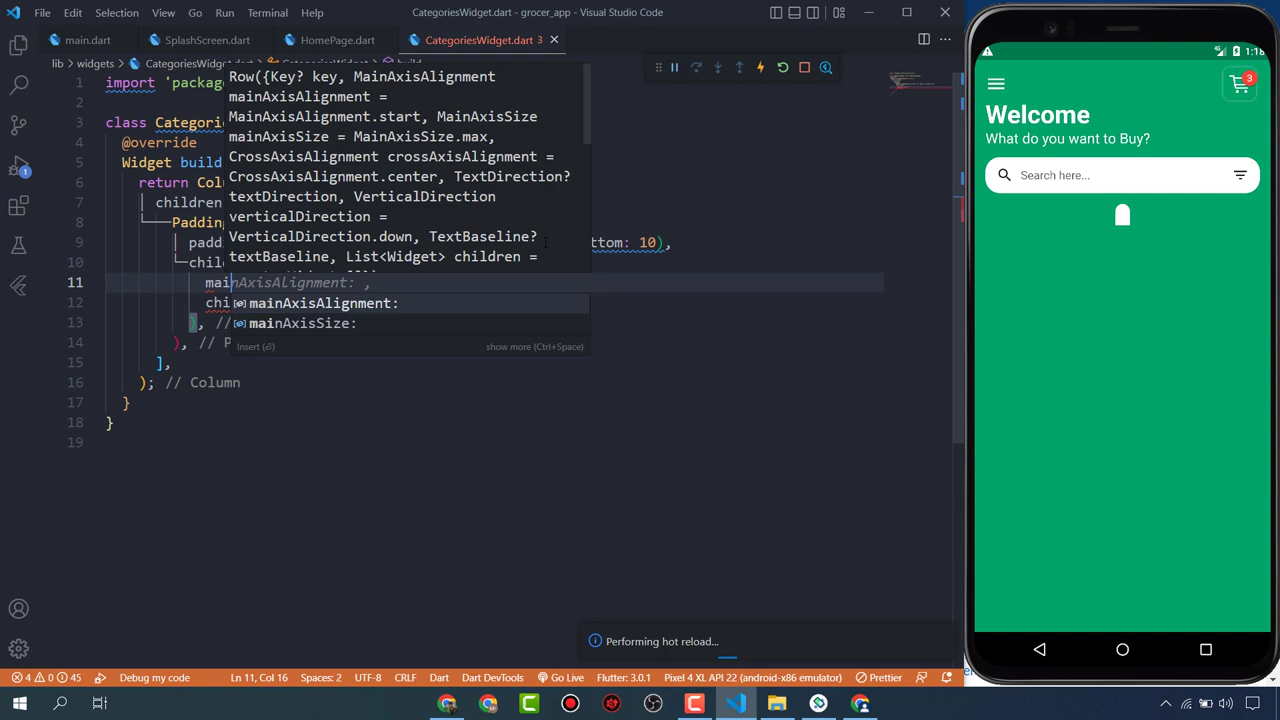 File Edit Selection View Go Run Terminal Help CategoriesWidget.dart - grocer_app - Visual Studio Code
main.dart SplashScreen.dart HomePage.dart CategoriesWidget.dart 3
lib > widgets > CategoriesWidget.dart
1 import 'packag
2
3 class Categorie
4 @override
5 Widget build
6 return Col
7 children
8 Padding
9 padd ttom: 10),
10 chil
11 mainAxisAlignment: ,
12 chi
13 ), //
14 ), // P
15 ],
16 ); // Column
17 }
18 }
19
Row({Key? key, MainAxisAlignment
mainAxisAlignment =
MainAxisAlignment.start, MainAxisSize
mainAxisSize = MainAxisSize.max,
CrossAxisAlignment crossAxisAlignment =
CrossAxisAlignment.center, TextDirection?
textDirection, VerticalDirection
verticalDirection =
VerticalDirection.down, TextBaseline?
textBaseline, List<Widget> children =
mainAxisAlignment:
mainAxisSize:
Insert (⏎) show more (Ctrl+Space)
Performing hot reload...
4 0 45 Debug my code Ln 11, Col 16 Spaces: 2 UTF-8 CRLF Dart Dart DevTools Go Live Flutter: 3.0.1 Pixel 4 XL API 22 (android-x86 emulator) Prettier
1
1:18
3
Welcome
What do you want to Buy?
Search here...